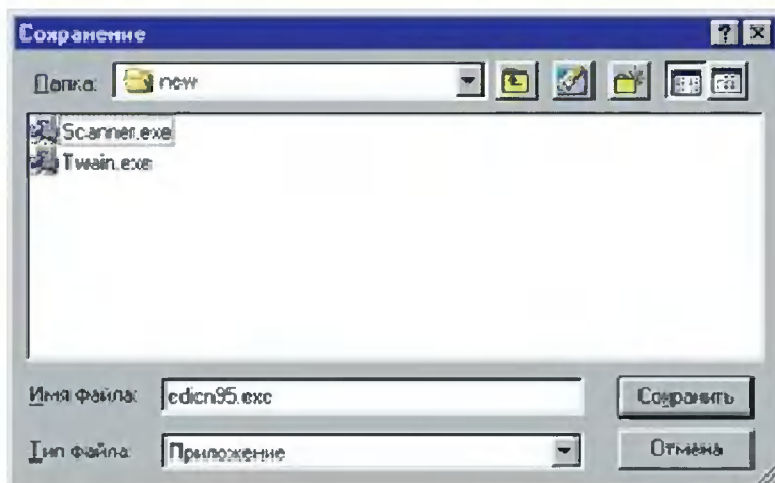 Сохранение
Папка: new
Scanner.exe
Twain.exe
Имя файла: edicn95.exe Сохранить
Тип файла: Приложение Отмена